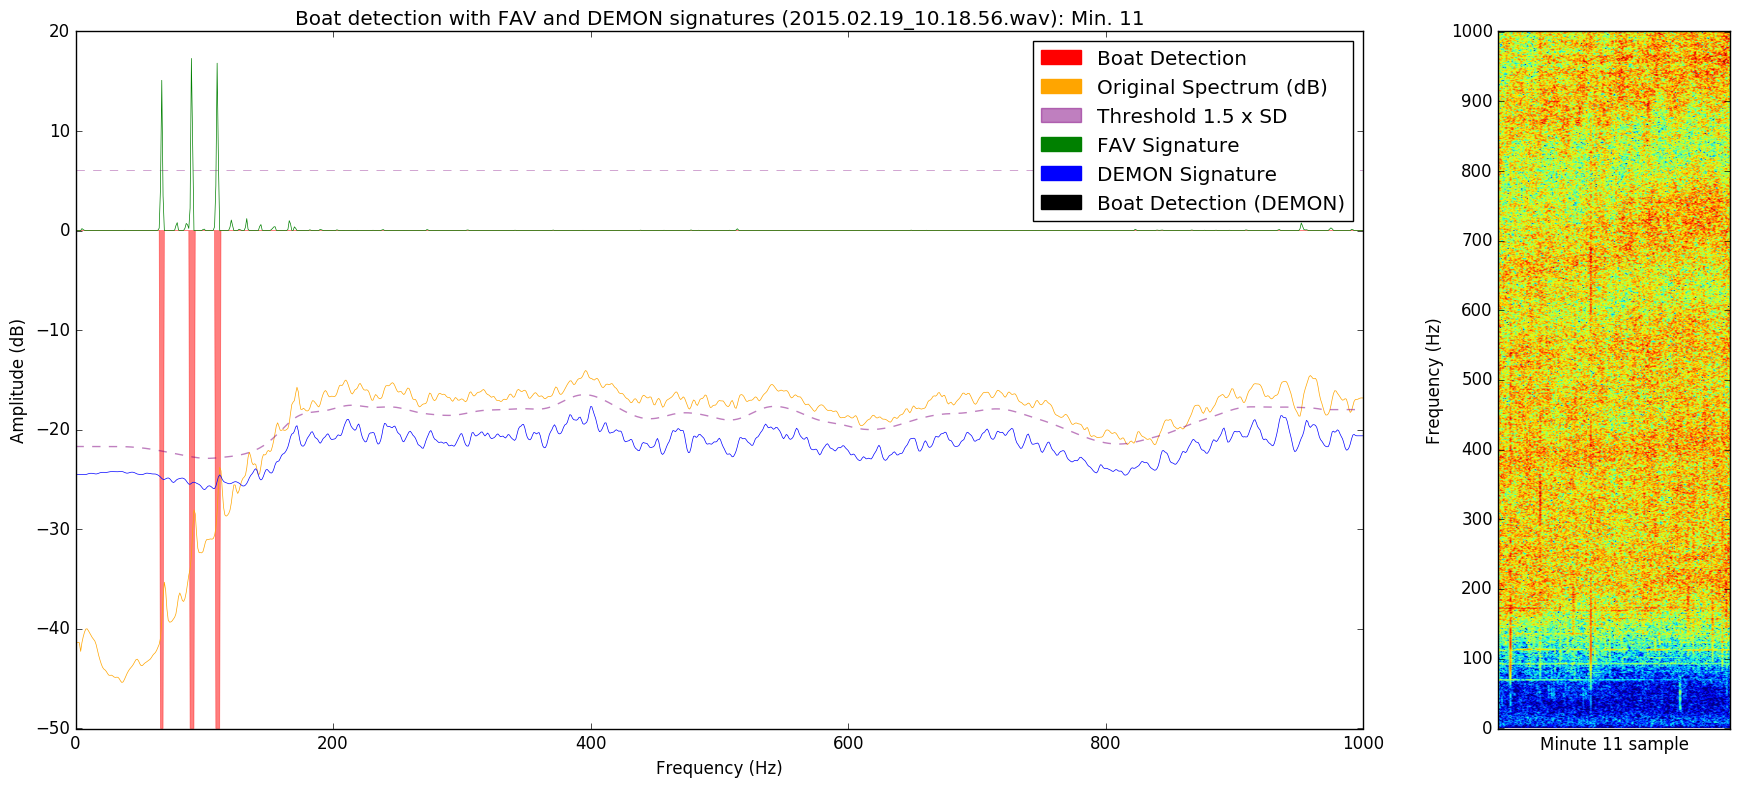 Boat detection with FAV and DEMON signatures (2015.02.19_10.18.56.wav): Min. 11
Amplitude (dB)
20
10
0
−10
−20
−30
−40
−50
0
200
400
600
800
1000
Frequency (Hz)
Boat Detection
Original Spectrum (dB)
Threshold 1.5 x SD
FAV Signature
DEMON Signature
Boat Detection (DEMON)
Frequency (Hz)
1000
900
800
700
600
500
400
300
200
100
0
Minute 11 sample